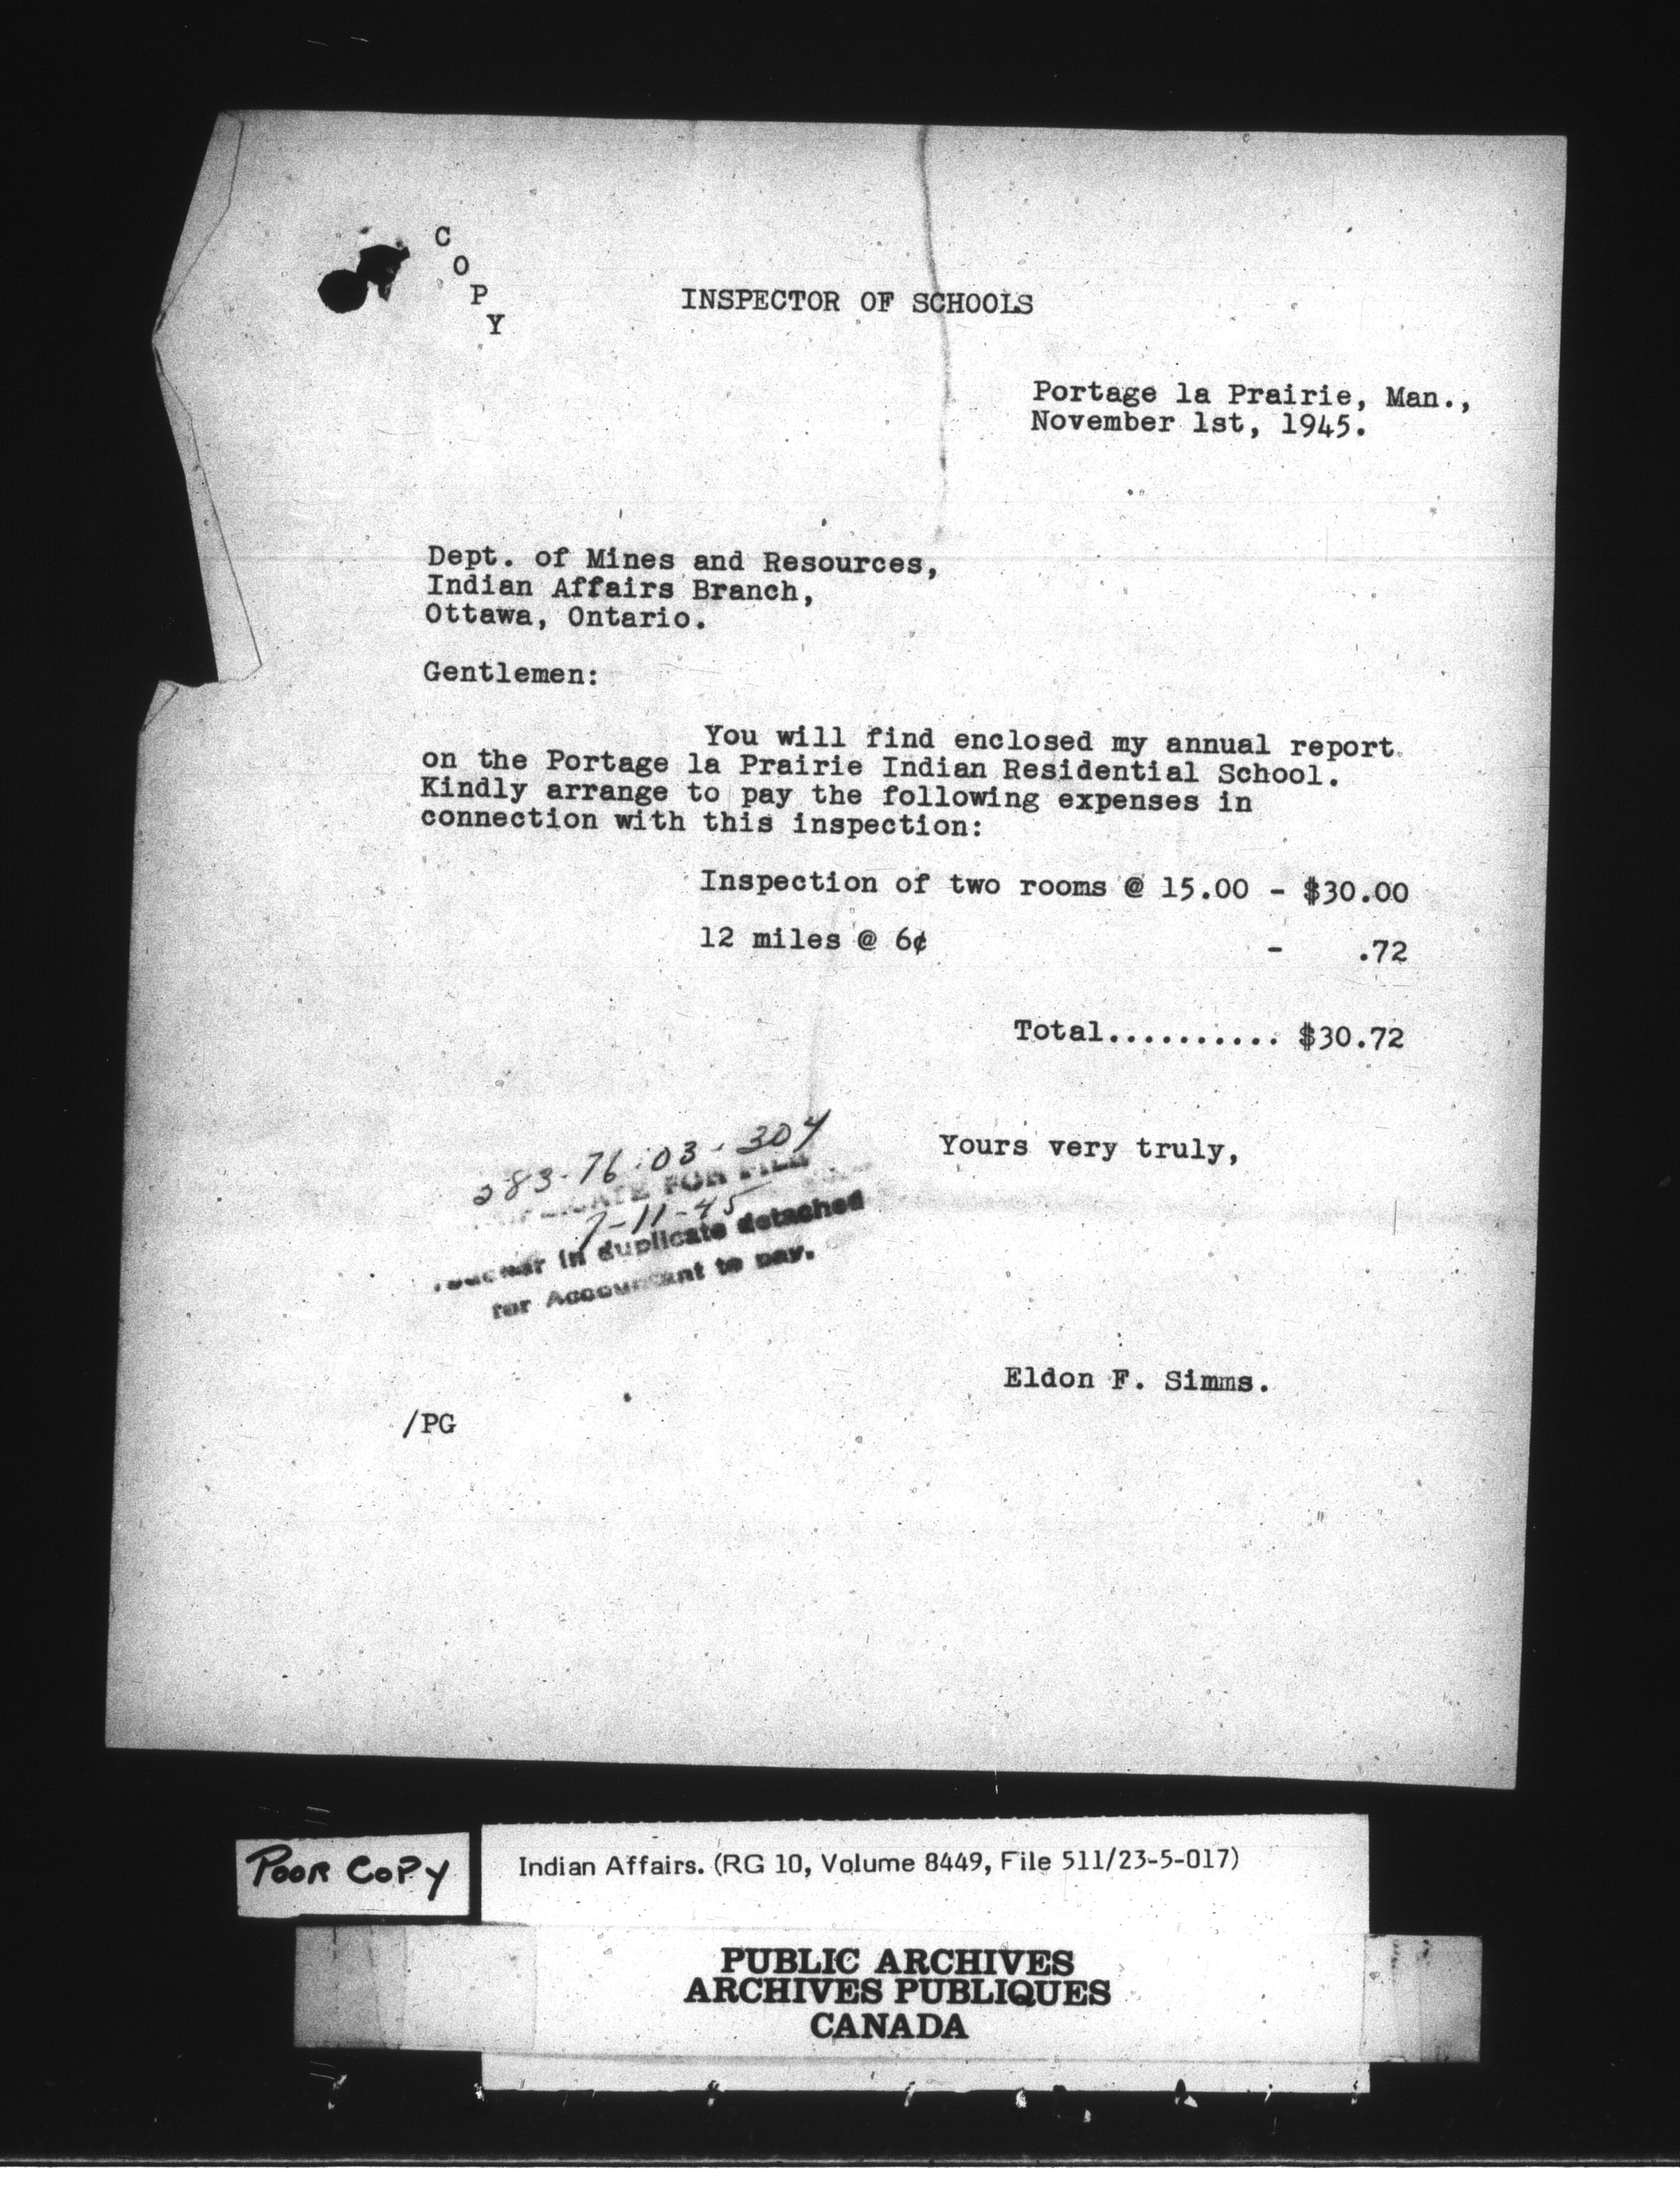 C
O
P
Y
INSPECTOR OF SCHOOLS
Portage la Prairie, Man.,
November 1st, 1945.
Dept. of Mines and Resources,
Indian Affairs Branch,
Ottawa, Ontario.
Gentlemen:
You will find enclosed my annual report
on the Portage la Prairie Indian Residential School.
Kindly arrange to pay the following expenses in
connection with this inspection:
Inspection of two rooms @ 15.00 - $30.00
12 miles @ 6¢ - .72
Total.......... $30.72
Yours very truly,
283-76-03-304
FOR FILE
7-11-45
in duplicate detached
for Accountant to pay.
Eldon F. Simms.
/PG
POOR COPY
Indian Affairs. (RG 10, Volume 8449, File 511/23-5-017)
PUBLIC ARCHIVES
ARCHIVES PUBLIQUES
CANADA